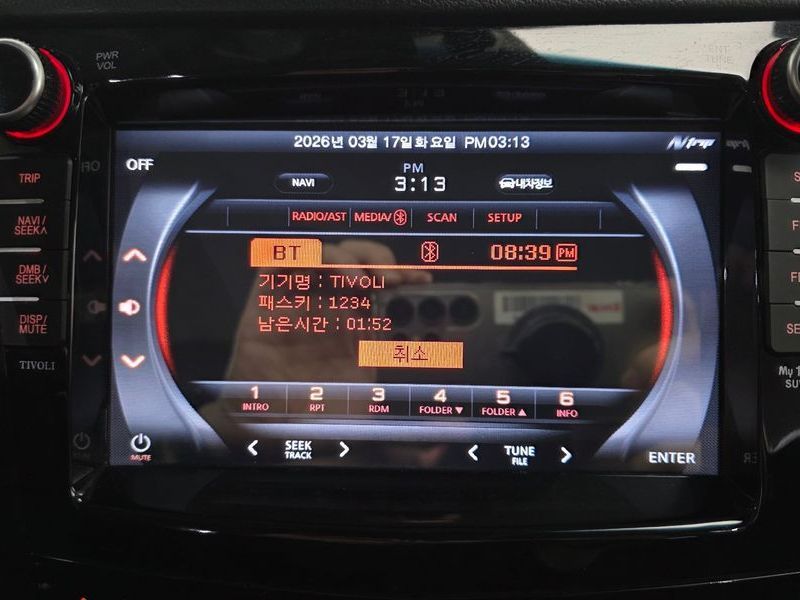 PWR
VOL
2026년 03월 17일 화요일 PM 03:13
OFF
PM
NAVI
3:13
내차정보
TRIP
RADIO/AST MEDIA/ SCAN SETUP
NAVI/
SEEK∧
BT 08:39 PM
DMB/
SEEK∨
기기명 : TIVOLI
패스키 : 1234
남은시간 : 01:52
DISP/
MUTE
취소
TIVOLI
1 2 3 4 5 6
INTRO RPT RDM FOLDER▼ FOLDER▲ INFO
MUTE
< SEEK >
TRACK
< TUNE >
FILE
ENTER